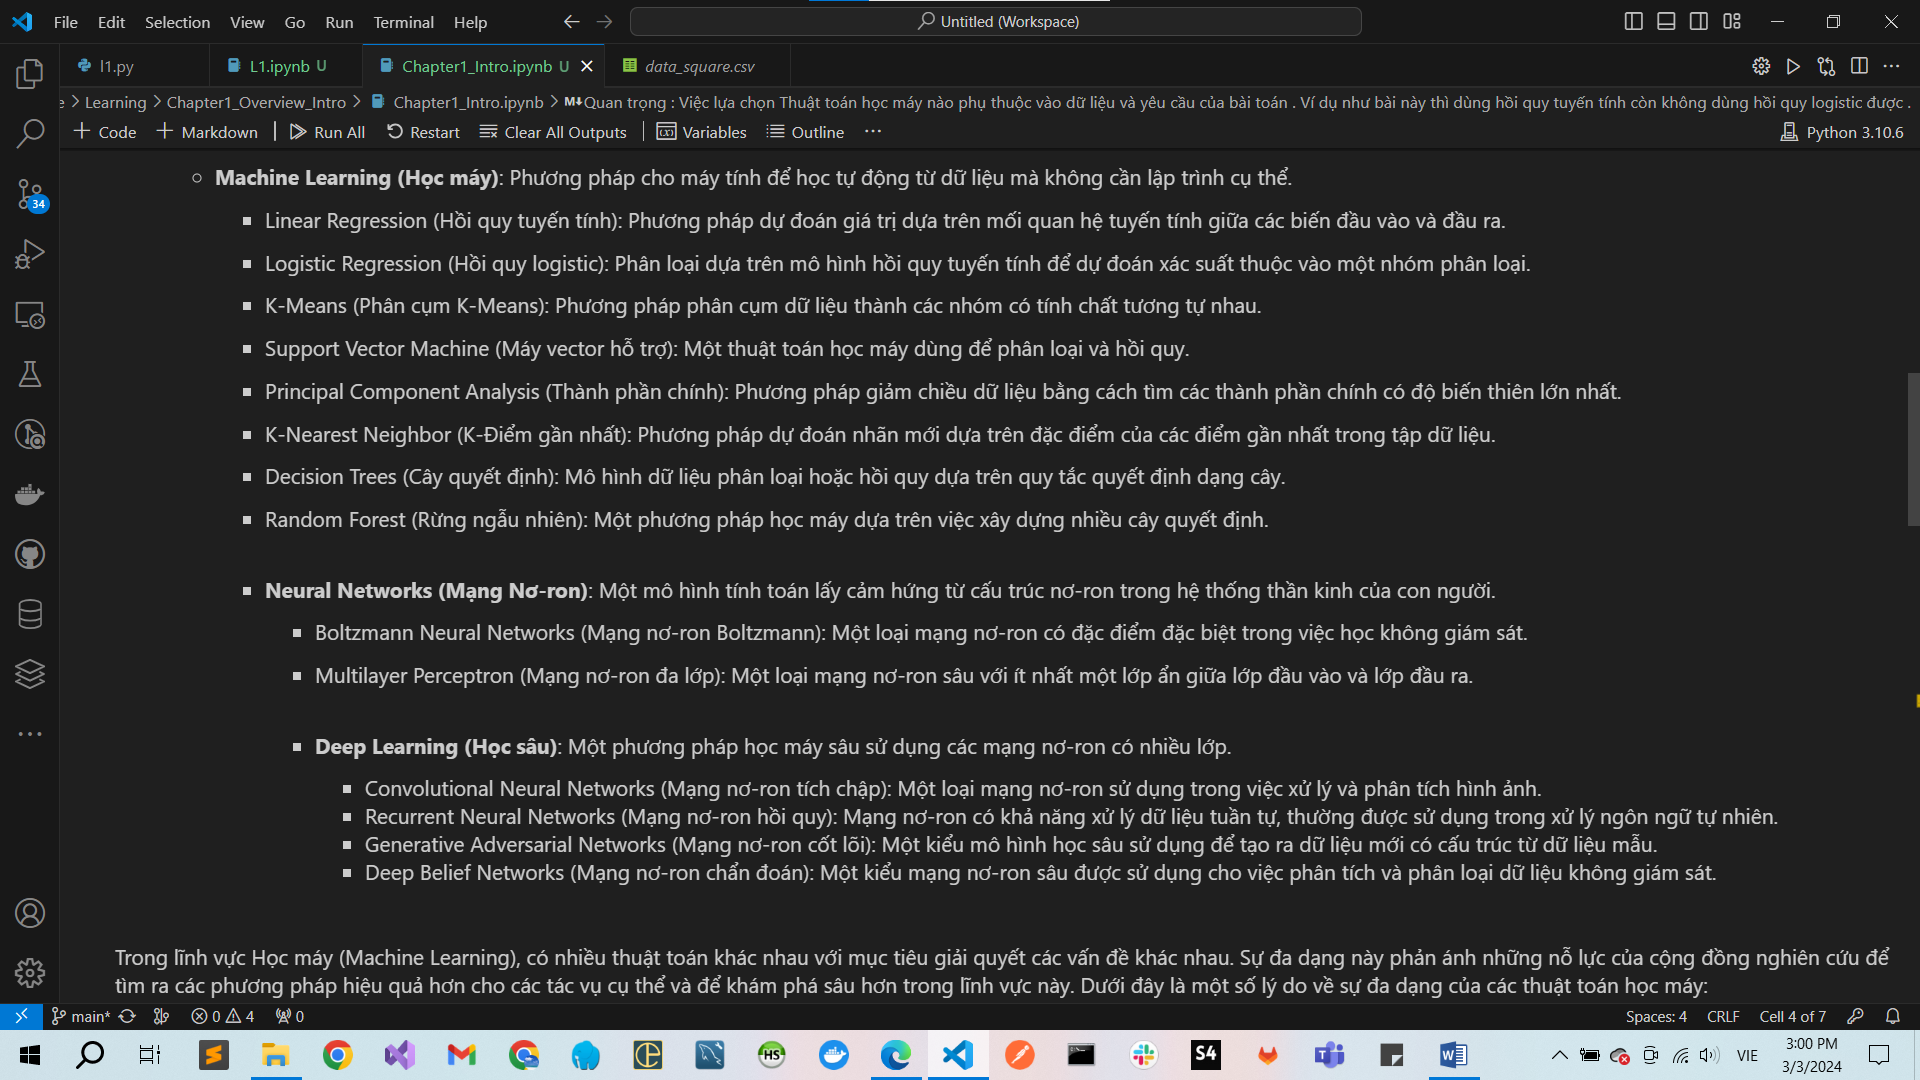 File Edit Selection View Go Run Terminal Help
Untitled (Workspace)
l1.py
L1.ipynb U
Chapter1_Intro.ipynb U
data_square.csv
e > Learning > Chapter1_Overview_Intro > Chapter1_Intro.ipynb > M↓Quan trọng : Việc lựa chọn Thuật toán học máy nào phụ thuộc vào dữ liệu và yêu cầu của bài toán . Ví dụ như bài này thì dùng hồi quy tuyến tính còn không dùng hồi quy logistic được .
+ Code + Markdown | Run All Restart Clear All Outputs | Variables Outline ... Python 3.10.6
Machine Learning (Học máy): Phương pháp cho máy tính để học tự động từ dữ liệu mà không cần lập trình cụ thể.
Linear Regression (Hồi quy tuyến tính): Phương pháp dự đoán giá trị dựa trên mối quan hệ tuyến tính giữa các biến đầu vào và đầu ra.
Logistic Regression (Hồi quy logistic): Phân loại dựa trên mô hình hồi quy tuyến tính để dự đoán xác suất thuộc vào một nhóm phân loại.
K-Means (Phân cụm K-Means): Phương pháp phân cụm dữ liệu thành các nhóm có tính chất tương tự nhau.
Support Vector Machine (Máy vector hỗ trợ): Một thuật toán học máy dùng để phân loại và hồi quy.
Principal Component Analysis (Thành phần chính): Phương pháp giảm chiều dữ liệu bằng cách tìm các thành phần chính có độ biến thiên lớn nhất.
K-Nearest Neighbor (K-Điểm gần nhất): Phương pháp dự đoán nhãn mới dựa trên đặc điểm của các điểm gần nhất trong tập dữ liệu.
Decision Trees (Cây quyết định): Mô hình dữ liệu phân loại hoặc hồi quy dựa trên quy tắc quyết định dạng cây.
Random Forest (Rừng ngẫu nhiên): Một phương pháp học máy dựa trên việc xây dựng nhiều cây quyết định.
Neural Networks (Mạng Nơ-ron): Một mô hình tính toán lấy cảm hứng từ cấu trúc nơ-ron trong hệ thống thần kinh của con người.
Boltzmann Neural Networks (Mạng nơ-ron Boltzmann): Một loại mạng nơ-ron có đặc điểm đặc biệt trong việc học không giám sát.
Multilayer Perceptron (Mạng nơ-ron đa lớp): Một loại mạng nơ-ron sâu với ít nhất một lớp ẩn giữa lớp đầu vào và lớp đầu ra.
Deep Learning (Học sâu): Một phương pháp học máy sâu sử dụng các mạng nơ-ron có nhiều lớp.
Convolutional Neural Networks (Mạng nơ-ron tích chập): Một loại mạng nơ-ron sử dụng trong việc xử lý và phân tích hình ảnh.
Recurrent Neural Networks (Mạng nơ-ron hồi quy): Mạng nơ-ron có khả năng xử lý dữ liệu tuần tự, thường được sử dụng trong xử lý ngôn ngữ tự nhiên.
Generative Adversarial Networks (Mạng nơ-ron cốt lõi): Một kiểu mô hình học sâu sử dụng để tạo ra dữ liệu mới có cấu trúc từ dữ liệu mẫu.
Deep Belief Networks (Mạng nơ-ron chẩn đoán): Một kiểu mạng nơ-ron sâu được sử dụng cho việc phân tích và phân loại dữ liệu không giám sát.
Trong lĩnh vực Học máy (Machine Learning), có nhiều thuật toán khác nhau với mục tiêu giải quyết các vấn đề khác nhau. Sự đa dạng này phản ánh những nỗ lực của cộng đồng nghiên cứu để
tìm ra các phương pháp hiệu quả hơn cho các tác vụ cụ thể và để khám phá sâu hơn trong lĩnh vực này. Dưới đây là một số lý do về sự đa dạng của các thuật toán học máy:
34
main* 0 4 0
Spaces: 4 CRLF Cell 4 of 7
HS
S4
VIE
3:00 PM
3/3/2024